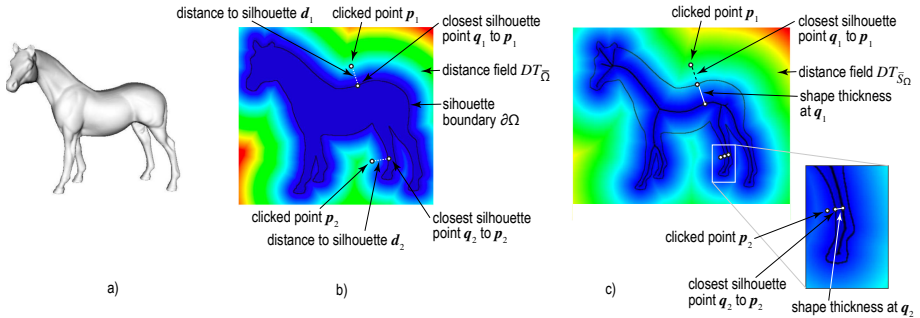 distance to silhouette d₁
clicked point p₁
closest silhouette
point q₁ to p₁
distance field DT_Ω̅
sihouette
boundary ∂Ω
clicked point p₂
distance to silhouette d₂
closest silhouette
point q₂ to p₂
clicked point p₁
closest silhouette
point q₁ to p₁
distance field DT_S̅_Ω
shape thickness
at q₁
clicked point p₂
closest silhouette
point q₂ to p₂
shape thickness at q₂
a)
b)
c)